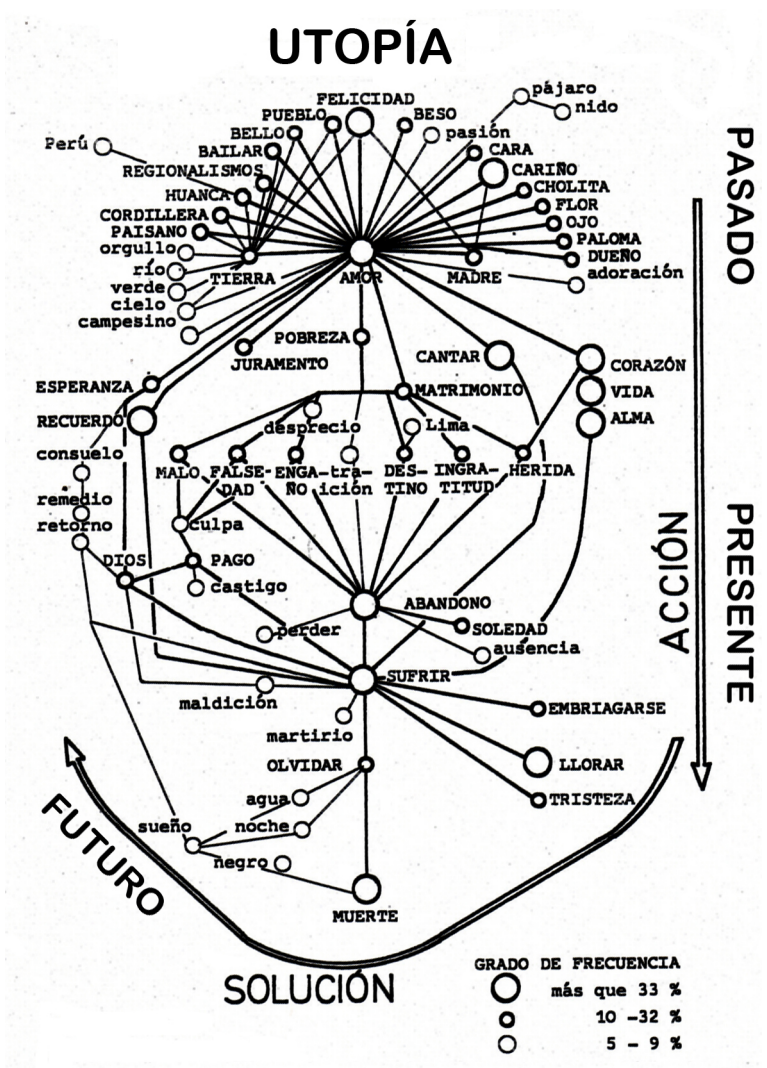 UTOPÍA
pájaro
nido
FELICIDAD
PUEBLO
BESO
BELLO
pasión
Perú
BAILAR
CARA
REGIONALISMOS
CARIÑO
HUANCA
CHOLITA
CORDILLERA
FLOR
PAISANO
OJO
orgullo
PALOMA
DUEÑO
río
TIERRA
AMOR
MADRE
adoración
verde
cielo
campesino
PASADO
POBREZA
JURAMENTO
CANTAR
CORAZÓN
ESPERANZA
MATRIMONIO
VIDA
RECUERDO
desprecio
Lima
ALMA
consuelo
MALO
FALSE-
DAD
ENGA-
ÑO
tra-
ición
DES-
TINO
INGRA-
TITUD
HERIDA
remedio
retorno
culpa
DIOS
PAGO
castigo
ABANDONO
perder
SOLEDAD
ausencia
SUFRIR
ACCIÓN
PRESENTE
maldición
EMBRIAGARSE
martirio
OLVIDAR
LLORAR
agua
TRISTEZA
sueño
noche
negro
FUTURO
MUERTE
SOLUCIÓN
GRADO DE FRECUENCIA
más que 33 %
10 -32 %
5 - 9 %